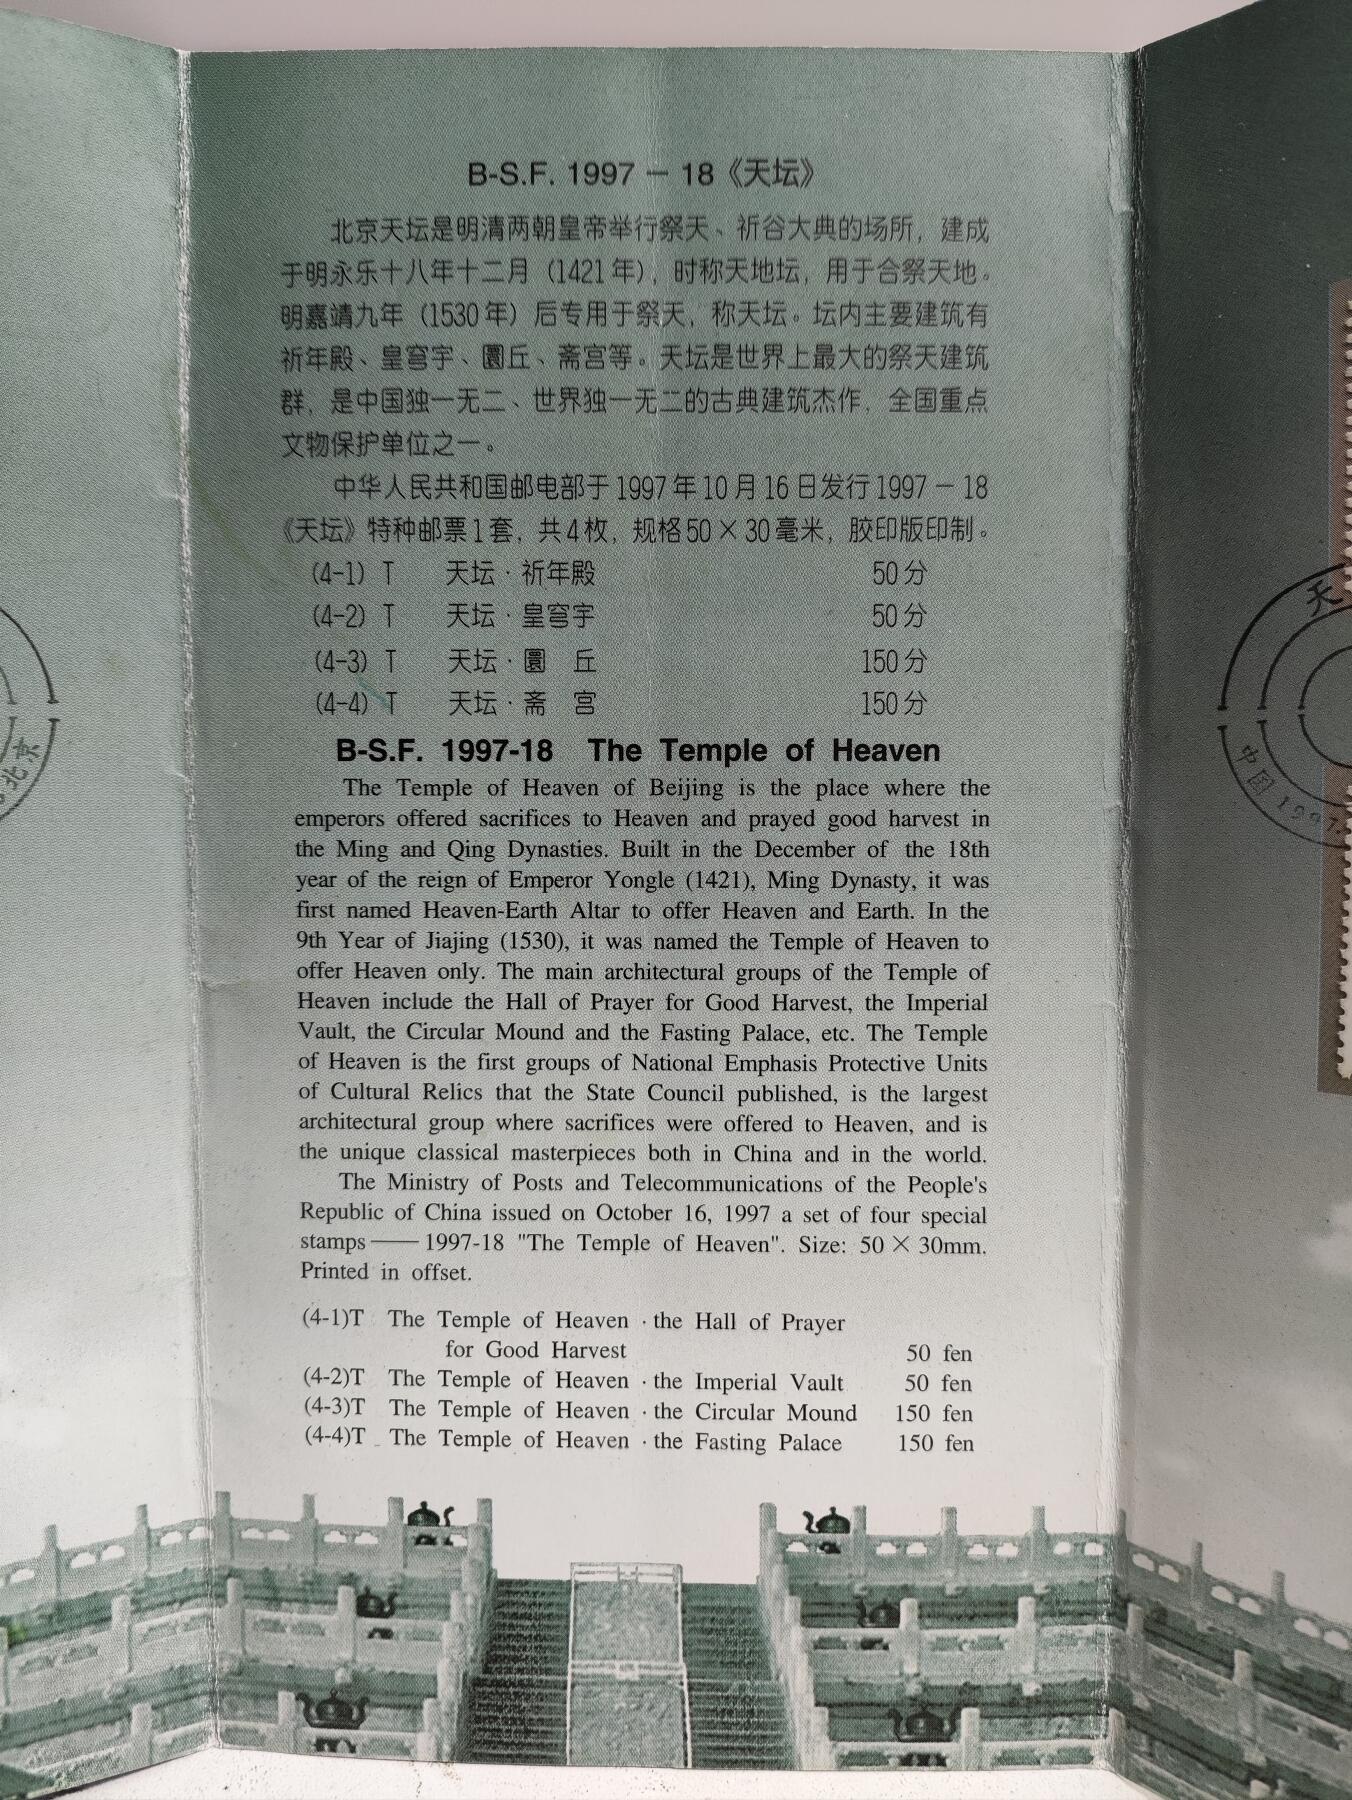 B-S.F. 1997 － 18《天坛》
北京天坛是明清两朝皇帝举行祭天、祈谷大典的场所，建成
于明永乐十八年十二月（1421年），时称天地坛，用于合祭天地。
明嘉靖九年（1530年）后专用于祭天，称天坛。坛内主要建筑有
祈年殿、皇穹宇、圜丘、斋宫等。天坛是世界上最大的祭天建筑
群，是中国独一无二、世界独一无二的古典建筑杰作，全国重点
文物保护单位之一。
中华人民共和国邮电部于1997年10月16日发行1997－18
《天坛》特种邮票1套，共4枚，规格50×30毫米，胶印版印制。
(4-1) T 天坛·祈年殿 50分
(4-2) T 天坛·皇穹宇 50分
(4-3) T 天坛·圜 丘 150分
(4-4) T 天坛·斋 宫 150分
B-S.F. 1997-18 The Temple of Heaven
The Temple of Heaven of Beijing is the place where the
emperors offered sacrifices to Heaven and prayed good harvest in
the Ming and Qing Dynasties. Built in the December of the 18th
year of the reign of Emperor Yongle (1421), Ming Dynasty, it was
first named Heaven-Earth Altar to offer Heaven and Earth. In the
9th Year of Jiajing (1530), it was named the Temple of Heaven to
offer Heaven only. The main architectural groups of the Temple of
Heaven include the Hall of Prayer for Good Harvest, the Imperial
Vault, the Circular Mound and the Fasting Palace, etc. The Temple
of Heaven is the first groups of National Emphasis Protective Units
of Cultural Relics that the State Council published, is the largest
architectural group where sacrifices were offered to Heaven, and is
the unique classical masterpieces both in China and in the world.
The Ministry of Posts and Telecommunications of the People's
Republic of China issued on October 16, 1997 a set of four special
stamps —— 1997-18 "The Temple of Heaven". Size: 50 × 30mm.
Printed in offset.
(4-1)T The Temple of Heaven · the Hall of Prayer
for Good Harvest 50 fen
(4-2)T The Temple of Heaven · the Imperial Vault 50 fen
(4-3)T The Temple of Heaven · the Circular Mound 150 fen
(4-4)T The Temple of Heaven · the Fasting Palace 150 fen
北京
天
中国 1997.